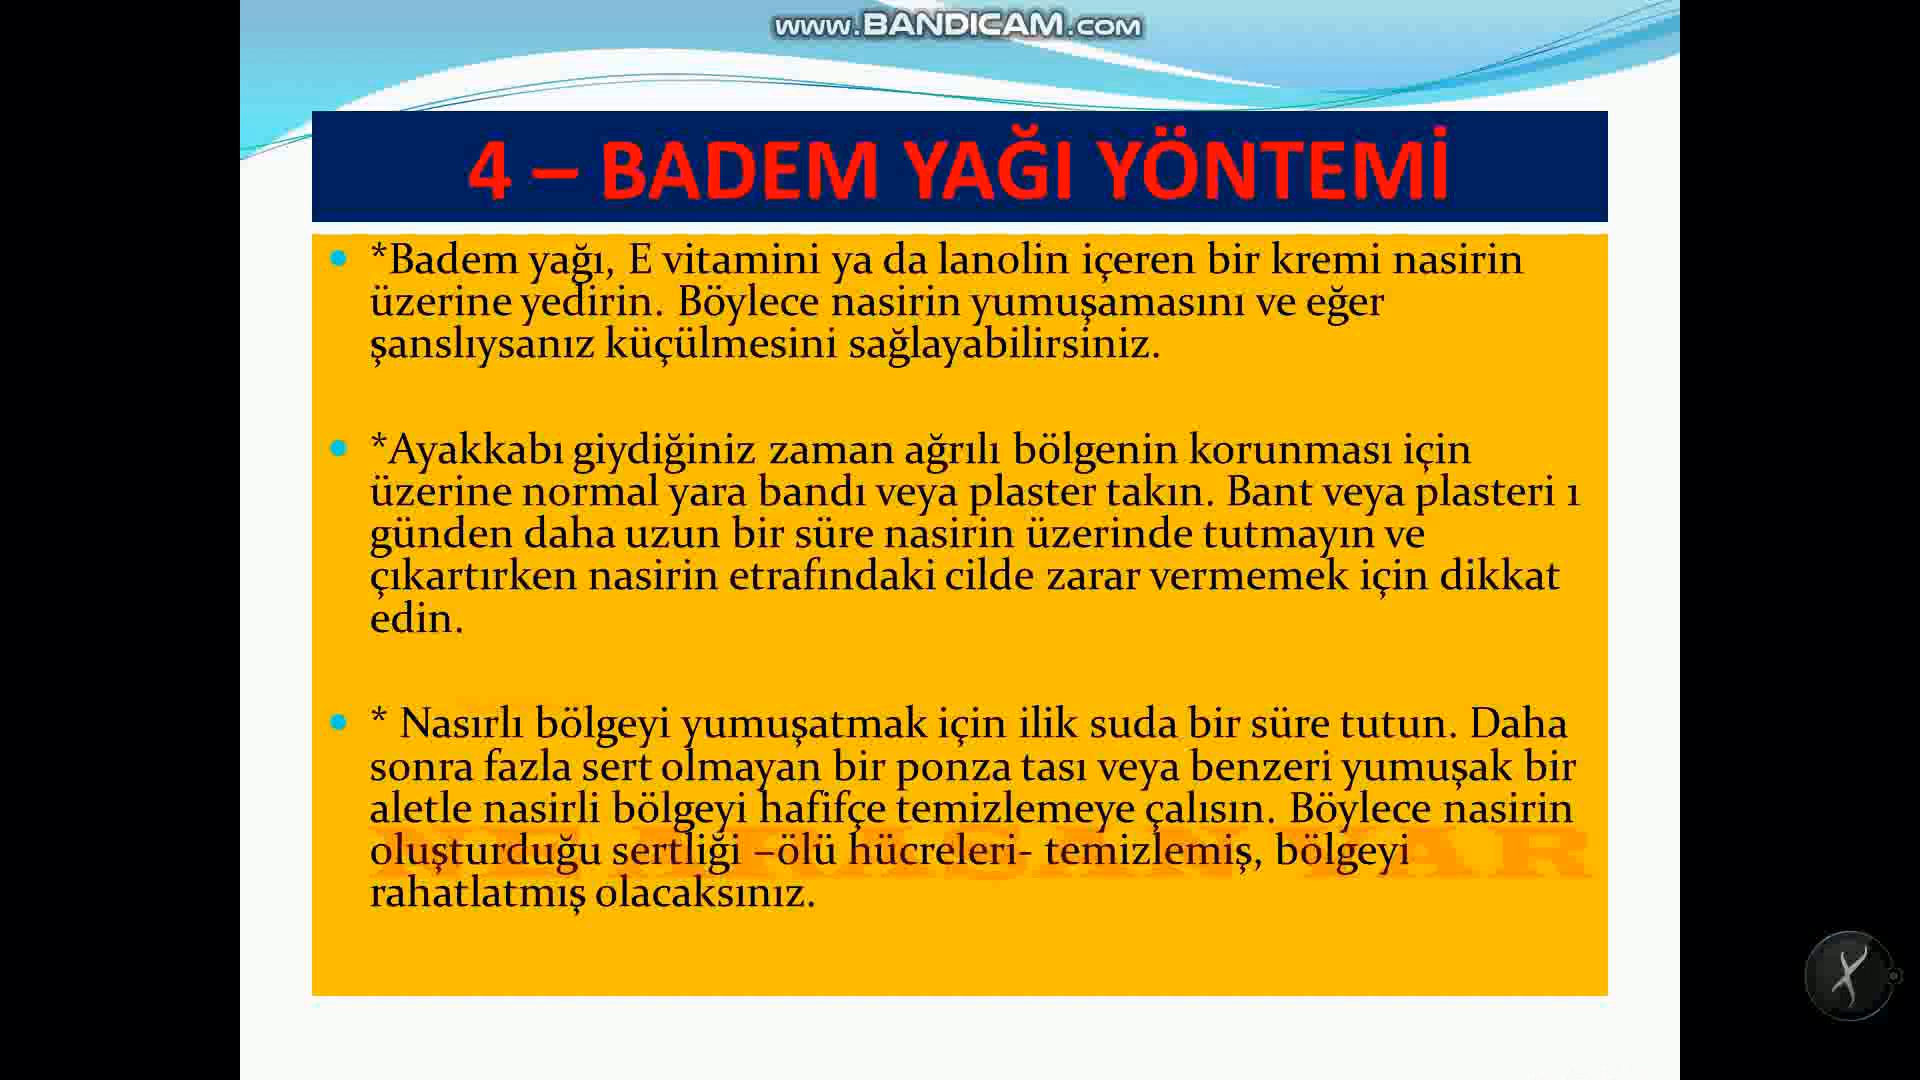 www.BANDICAM.com
4 – BADEM YAĞI YÖNTEMİ
*Badem yağı, E vitamini ya da lanolin içeren bir kremi nasirin
üzerine yedirin. Böylece nasirin yumuşamasını ve eğer
şanslıysanız küçülmesini sağlayabilirsiniz.
*Ayakkabı giydiğiniz zaman ağrılı bölgenin korunması için
üzerine normal yara bandı veya plaster takın. Bant veya plasteri 1
günden daha uzun bir süre nasirin üzerinde tutmayın ve
çıkartırken nasirin etrafındaki cilde zarar vermemek için dikkat
edin.
* Nasırlı bölgeyi yumuşatmak için ilik suda bir süre tutun. Daha
sonra fazla sert olmayan bir ponza tası veya benzeri yumuşak bir
aletle nasirli bölgeyi hafifçe temizlemeye çalısın. Böylece nasirin
oluşturduğu sertliği –ölü hücreleri- temizlemiş, bölgeyi
rahatlatmış olacaksınız.